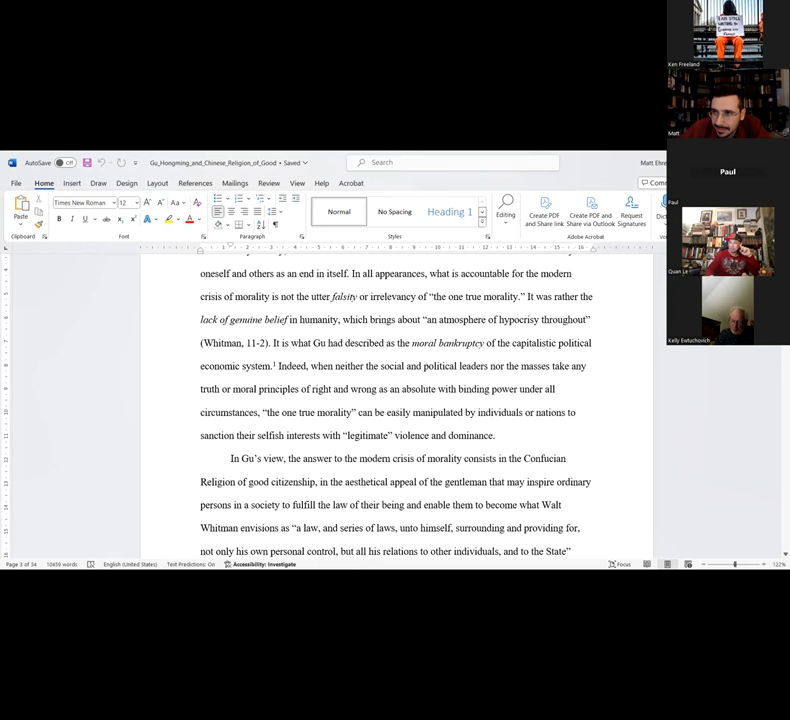 I AM STILL
WAITING
Ken Freeland
Matt
Paul
Paul
Quan Le
Kelly Ewtuchovich
AutoSave Off
Gu_Hongming_and_Chinese_Religion_of_Good • Saved
Search
Matt Ehre
File Home Insert Draw Design Layout References Mailings Review View Help Acrobat
Comm
Paste
Times New Roman 12
Normal
No Spacing
Heading 1
Editing
Create PDF and Share link
Create PDF and Share via Outlook
Request Signatures
Dict
Clipboard
Font
Paragraph
Styles
Adobe Acrobat
oneself and others as an end in itself. In all appearances, what is accountable for the modern
crisis of morality is not the utter falsity or irrelevancy of “the one true morality.” It was rather the
lack of genuine belief in humanity, which brings about “an atmosphere of hypocrisy throughout”
(Whitman, 11-2). It is what Gu had described as the moral bankruptcy of the capitalistic political
economic system.¹ Indeed, when neither the social and political leaders nor the masses take any
truth or moral principles of right and wrong as an absolute with binding power under all
circumstances, “the one true morality” can be easily manipulated by individuals or nations to
sanction their selfish interests with “legitimate” violence and dominance.
In Gu’s view, the answer to the modern crisis of morality consists in the Confucian
Religion of good citizenship, in the aesthetical appeal of the gentleman that may inspire ordinary
persons in a society to fulfill the law of their being and enable them to become what Walt
Whitman envisions as “a law, and series of laws, unto himself, surrounding and providing for,
not only his own personal control, but all his relations to other individuals, and to the State”
Page 3 of 34 10459 words English (United States) Text Predictions: On Accessibility: Investigate
Focus
122%